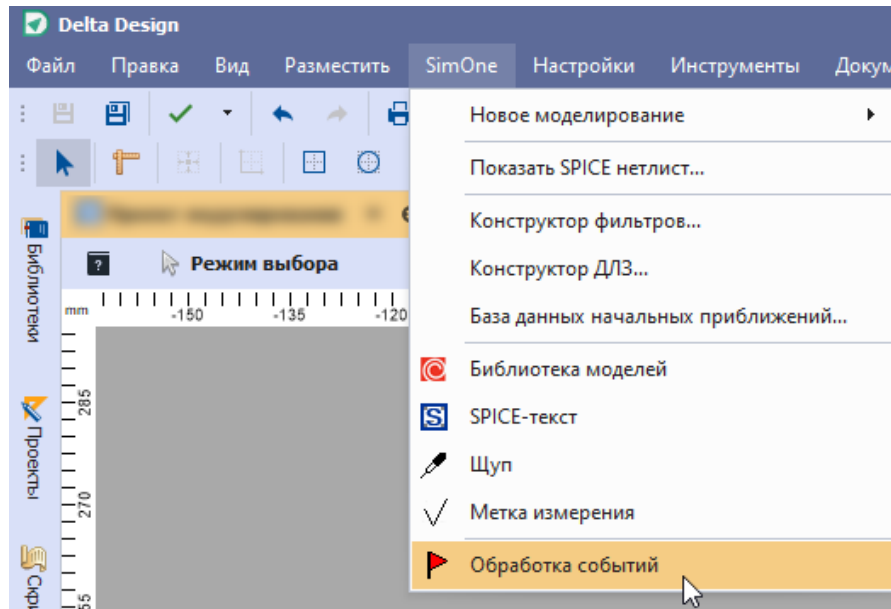 Delta Design
Файл Правка Вид Разместить SimOne Настройки Инструменты
Новое моделирование
Показать SPICE нетлист...
Конструктор фильтров...
Конструктор ДЛЗ...
База данных начальных приближений...
Библиотека моделей
SPICE-текст
Щуп
Метка измерения
Обработка событий
? Режим выбора
mm -150 -135 -120
285
270
Библиотеки
Проекты